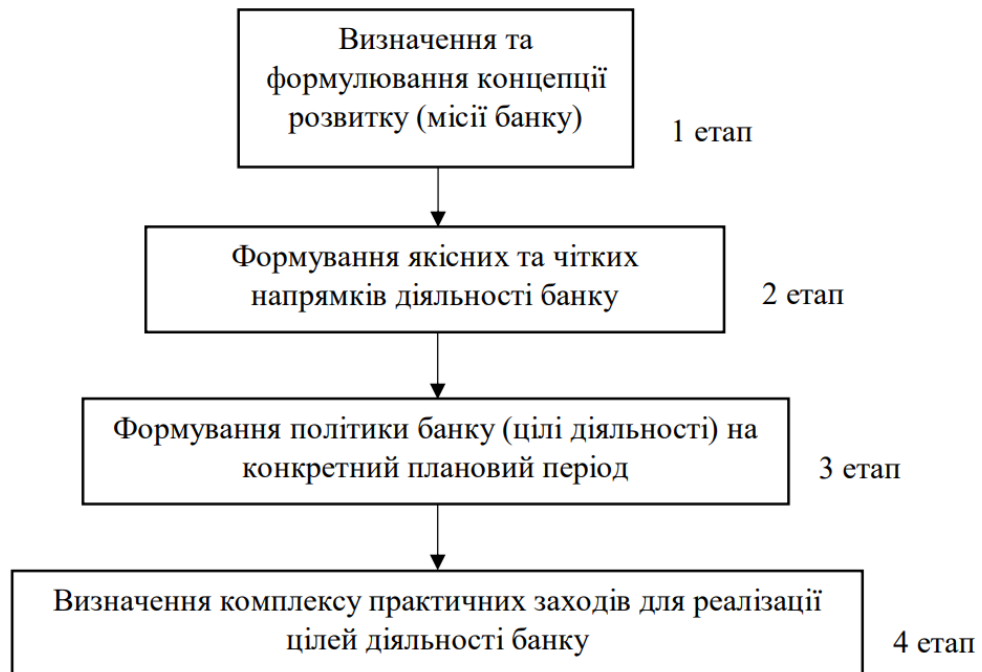 Визначення та
формулювання концепції
розвитку (місії банку)
1 етап
Формування якісних та чітких
напрямків діяльності банку
2 етап
Формування політики банку (цілі діяльності) на
конкретний плановий період
3 етап
Визначення комплексу практичних заходів для реалізації
цілей діяльності банку
4 етап